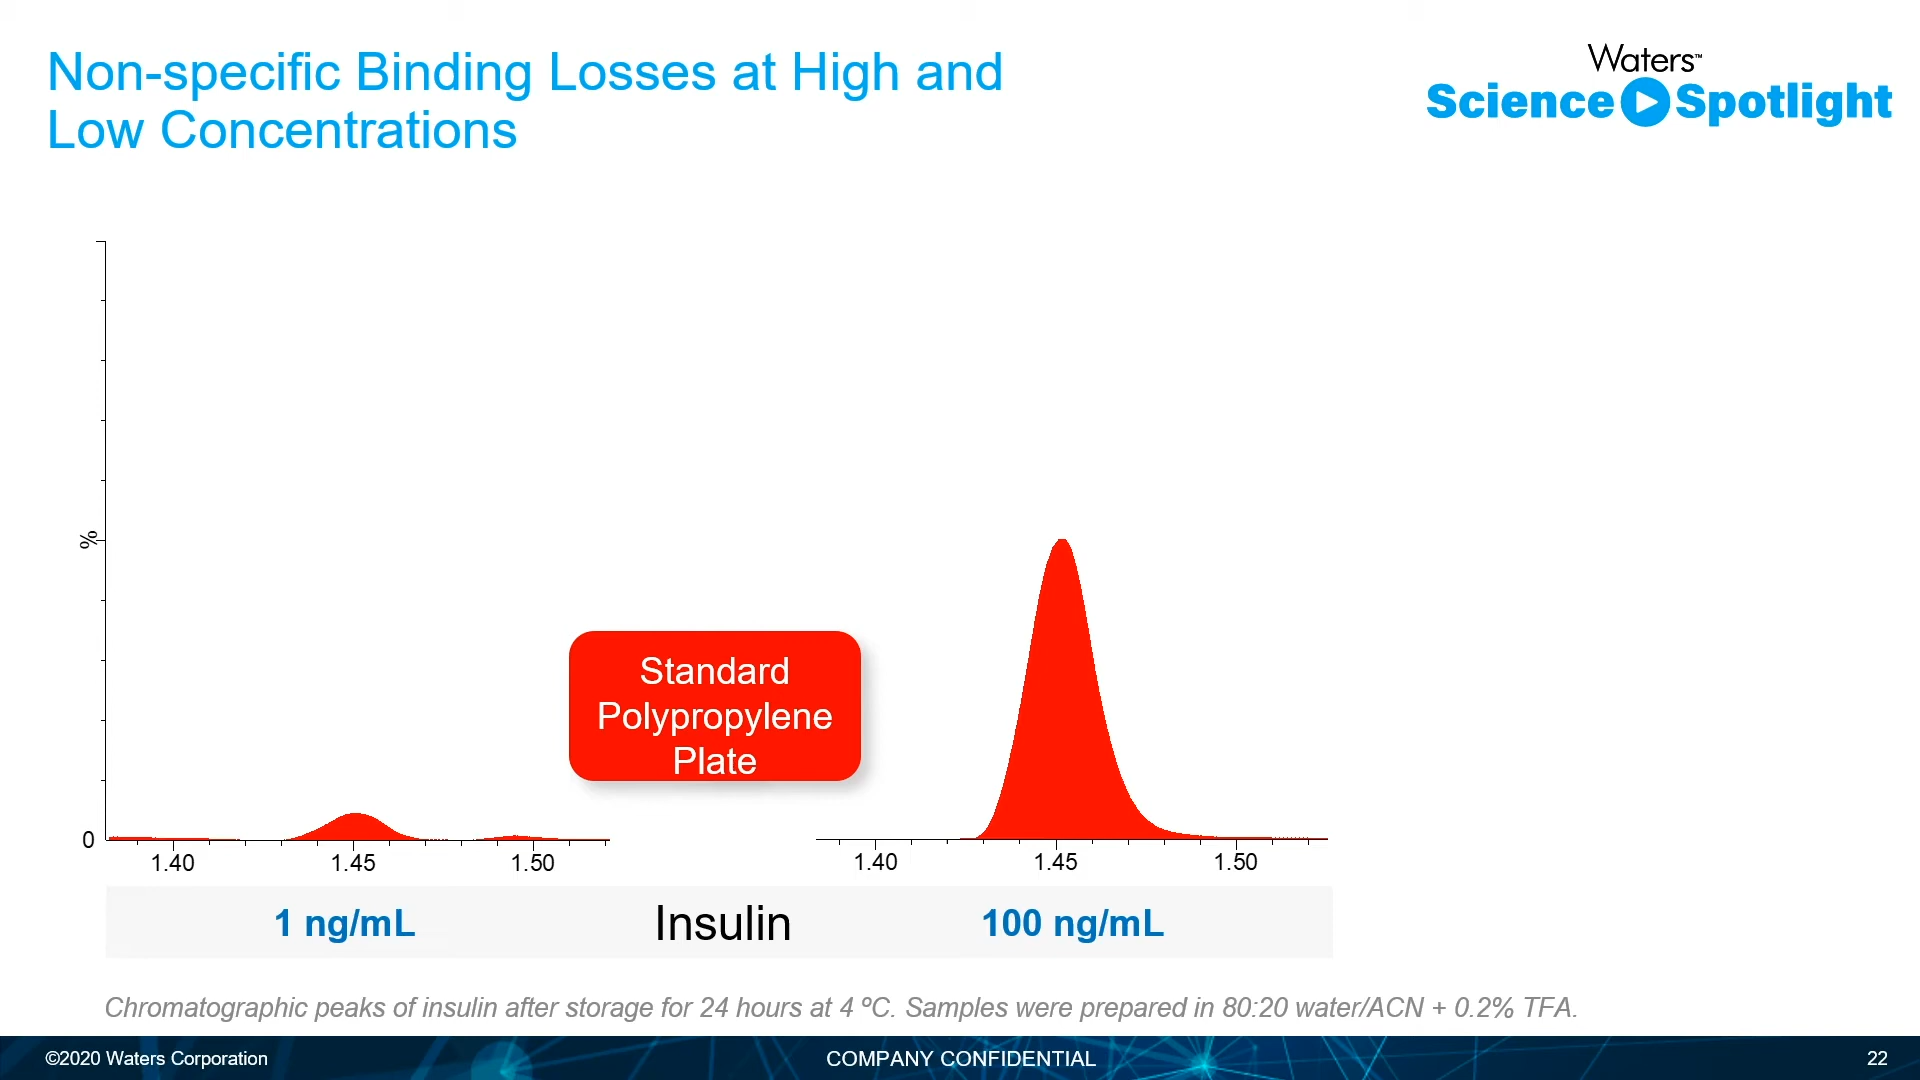 Non-specific Binding Losses at High and
Low Concentrations
Waters™
Science Spotlight
%
0
1.40
1.45
1.50
Standard
Polypropylene
Plate
1.40
1.45
1.50
1 ng/mL
Insulin
100 ng/mL
Chromatographic peaks of insulin after storage for 24 hours at 4 ºC. Samples were prepared in 80:20 water/ACN + 0.2% TFA.
©2020 Waters Corporation
COMPANY CONFIDENTIAL
22